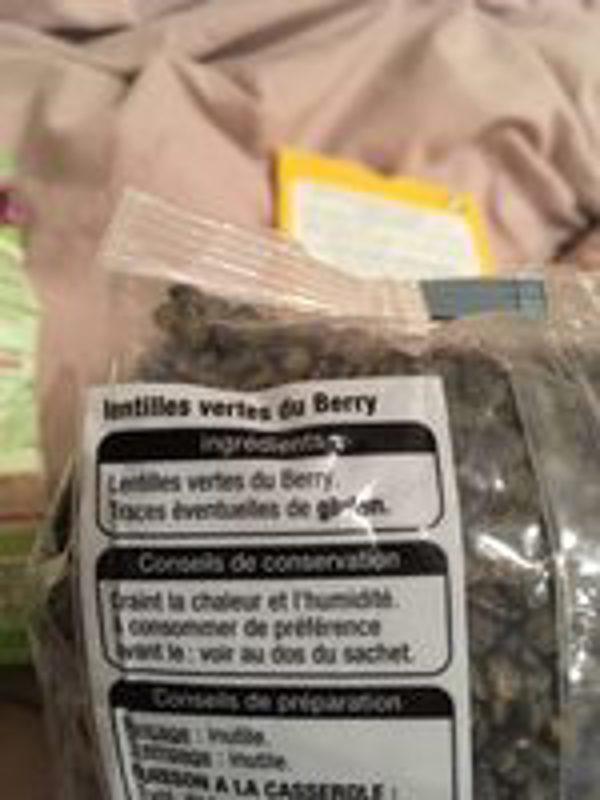 lentilles vertes du Berry
Ingrédients
Lentilles vertes du Berry.
Traces éventuelles de gluten.
Conseils de conservation
Craint la chaleur et l'humidité.
A consommer de préférence
avant le : voir au dos du sachet.
Conseils de préparation
: inutile.
Trempage : inutile.
CUISSON A LA CASSEROLE :